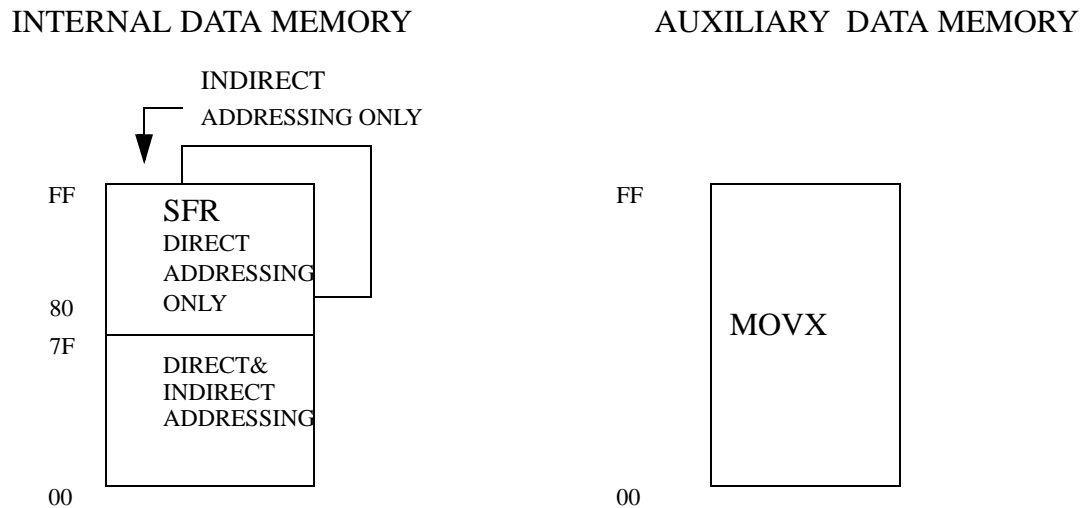 INTERNAL DATA MEMORY
AUXILIARY DATA MEMORY
INDIRECT
ADDRESSING ONLY
FF
SFR
DIRECT
ADDRESSING
ONLY
80
7F
DIRECT&
INDIRECT
ADDRESSING
00
FF
MOVX
00